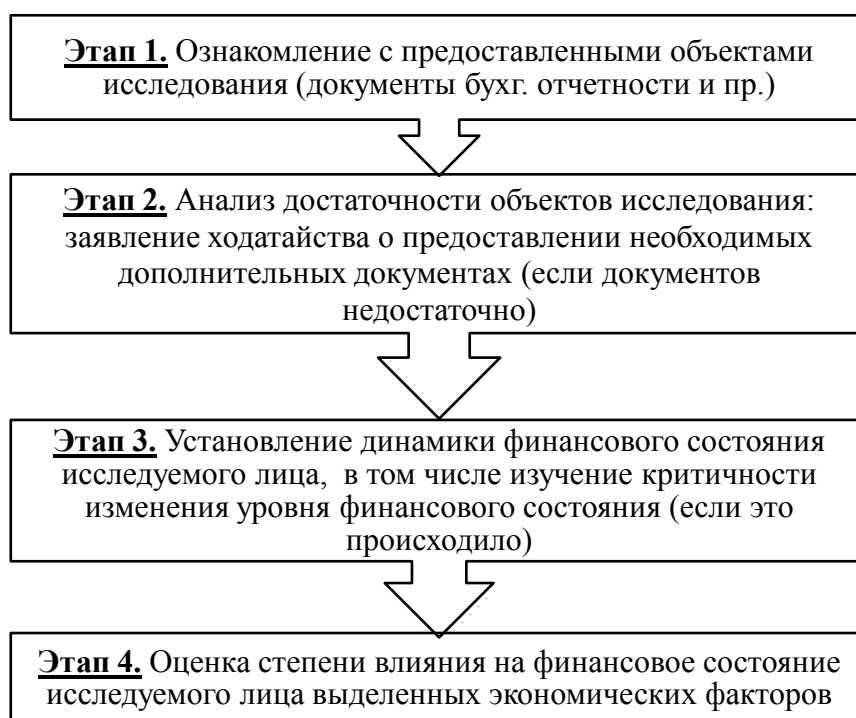 Этап 1. Ознакомление с предоставленными объектами
исследования (документы бухг. отчетности и пр.)
Этап 2. Анализ достаточности объектов исследования:
заявление ходатайства о предоставлении необходимых
дополнительных документах (если документов
недостаточно)
Этап 3. Установление динамики финансового состояния
исследуемого лица, в том числе изучение критичности
изменения уровня финансового состояния (если это
происходило)
Этап 4. Оценка степени влияния на финансовое состояние
исследуемого лица выделенных экономических факторов